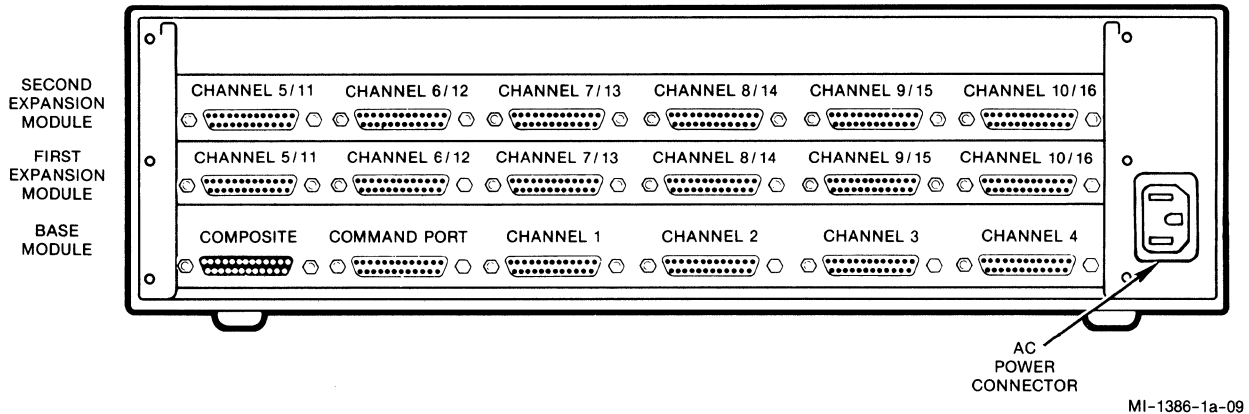 SECOND
EXPANSION
MODULE
CHANNEL 5/11 CHANNEL 6/12 CHANNEL 7/13 CHANNEL 8/14 CHANNEL 9/15 CHANNEL 10/16
FIRST
EXPANSION
MODULE
CHANNEL 5/11 CHANNEL 6/12 CHANNEL 7/13 CHANNEL 8/14 CHANNEL 9/15 CHANNEL 10/16
BASE
MODULE
COMPOSITE COMMAND PORT CHANNEL 1 CHANNEL 2 CHANNEL 3 CHANNEL 4
AC
POWER
CONNECTOR
MI-1386-1a-09